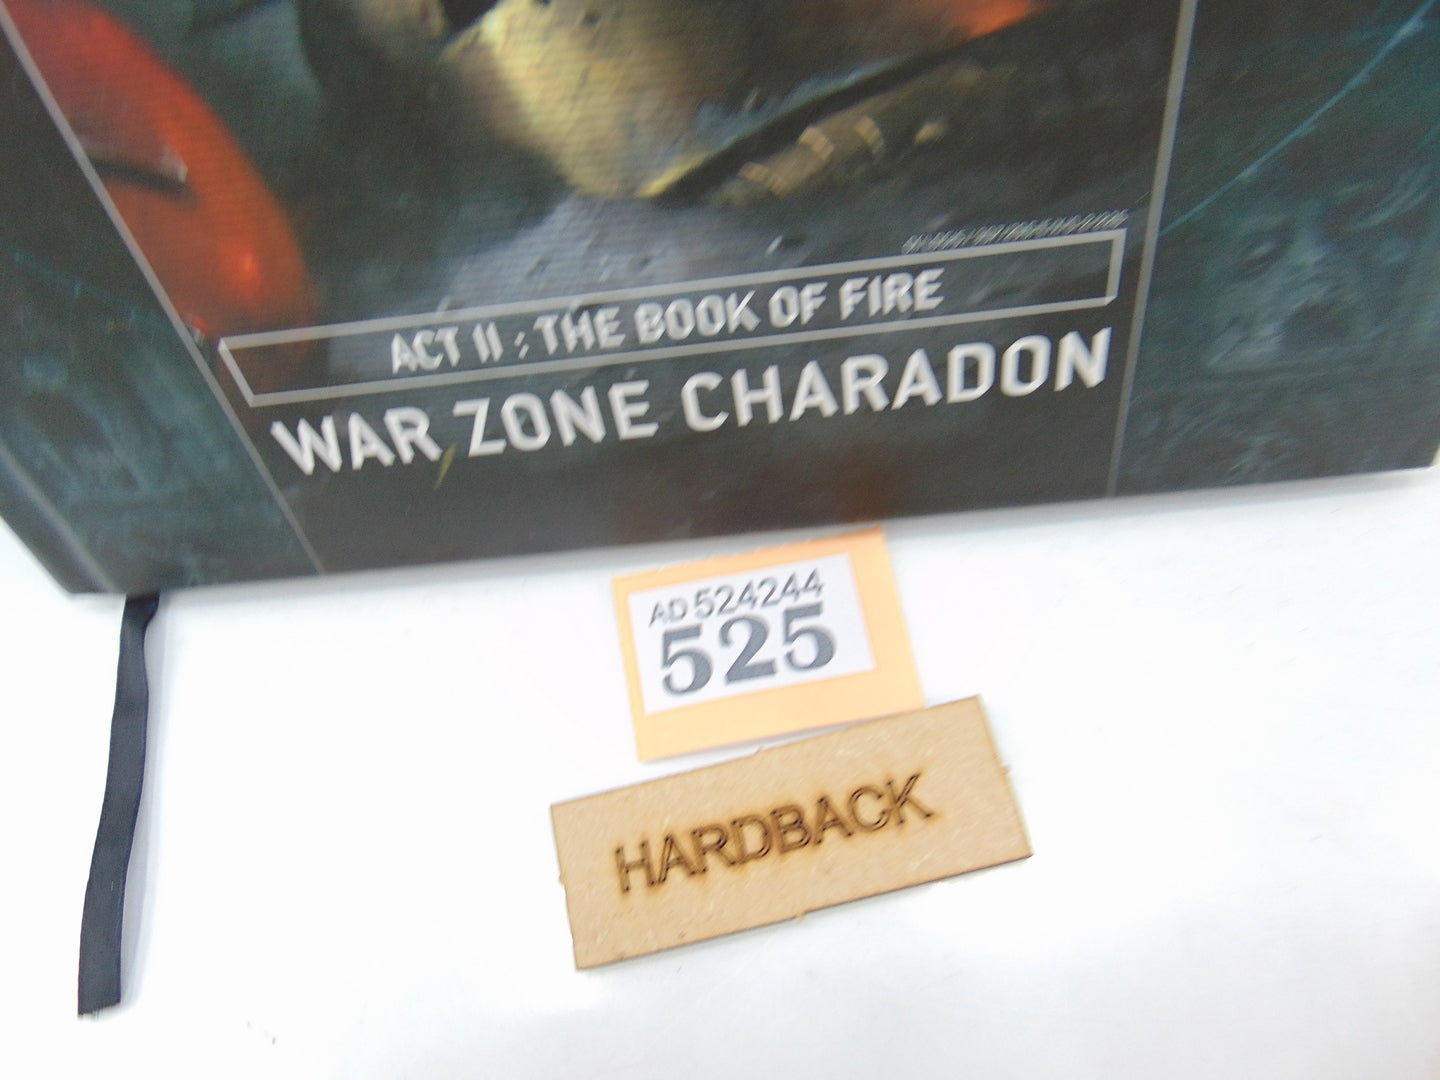 ACT II : THE BOOK OF FIRE
WAR ZONE CHARADON
AD 524244
525
HARDBACK